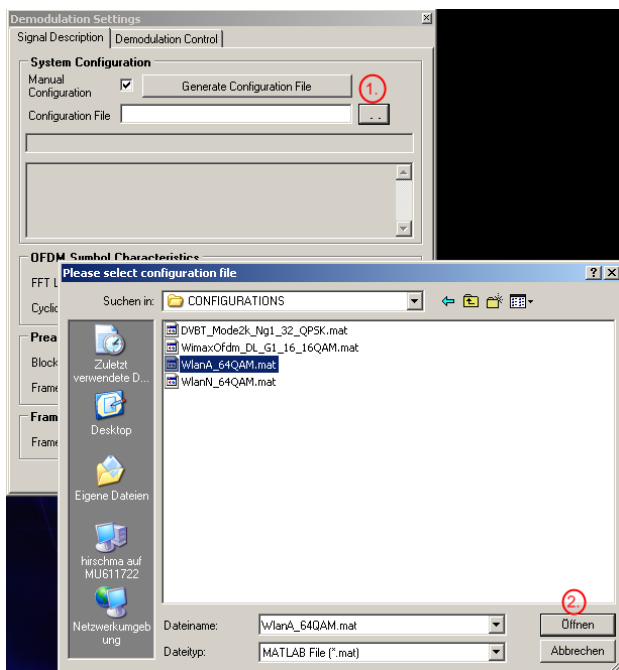 Demodulation Settings
Signal Description Demodulation Control
System Configuration
Manual Configuration
Generate Configuration File
1.
Configuration File
. .
OFDM Symbol Characteristics
FFT L
Cyclic
Prea
Block
Frame
Fram
Frame
Please select configuration file
Suchen in:
CONFIGURATIONS
DVBT_Mode2k_Ng1_32_QPSK.mat
WimaxOfdm_DL_G1_16_16QAM.mat
WlanA_64QAM.mat
WlanN_64QAM.mat
Zuletzt
verwendete D...
Desktop
Eigene Dateien
hirschma auf
MU611722
Netzwerkumgeb
ung
2.
Dateiname:
WlanA_64QAM.mat
Öffnen
Dateityp:
MATLAB File (*.mat)
Abbrechen